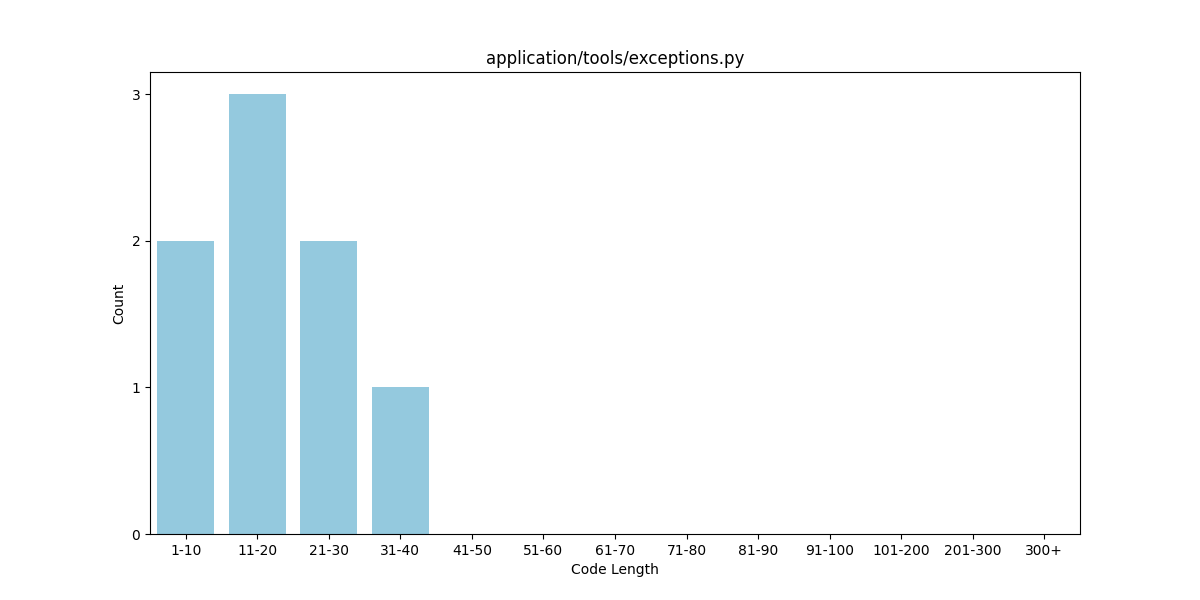 application/tools/exceptions.py
3
2
1
0
Count
1-10 11-20 21-30 31-40 41-50 51-60 61-70 71-80 81-90 91-100 101-200 201-300 300+
Code Length